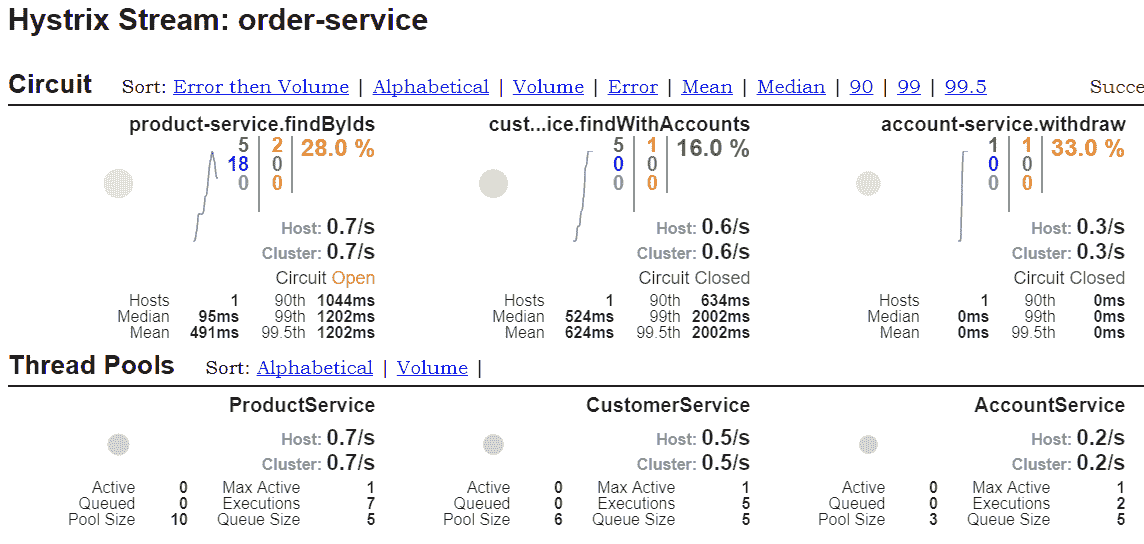 Hystrix Stream: order-service
Circuit Sort: Error then Volume | Alphabetical | Volume | Error | Mean | Median | 90 | 99 | 99.5 Succe
product-service.findByIds cust...ice.findWithAccounts account-service.withdraw
5 2 28.0 % 5 1 16.0 % 1 1 33.0 %
18 0 0 0 0 0
0 0 0 0 0 0
Host: 0.7/s Host: 0.6/s Host: 0.3/s
Cluster: 0.7/s Cluster: 0.6/s Cluster: 0.3/s
Circuit Open Circuit Closed Circuit Closed
Hosts 1 90th 1044ms Hosts 1 90th 634ms Hosts 1 90th 0ms
Median 95ms 99th 1202ms Median 524ms 99th 2002ms Median 0ms 99th 0ms
Mean 491ms 99.5th 1202ms Mean 624ms 99.5th 2002ms Mean 0ms 99.5th 0ms
Thread Pools Sort: Alphabetical | Volume |
ProductService CustomerService AccountService
Host: 0.7/s Host: 0.5/s Host: 0.2/s
Cluster: 0.7/s Cluster: 0.5/s Cluster: 0.2/s
Active 0 Max Active 1 Active 0 Max Active 1 Active 0 Max Active 1
Queued 0 Executions 7 Queued 0 Executions 5 Queued 0 Executions 2
Pool Size 10 Queue Size 5 Pool Size 6 Queue Size 5 Pool Size 3 Queue Size 5